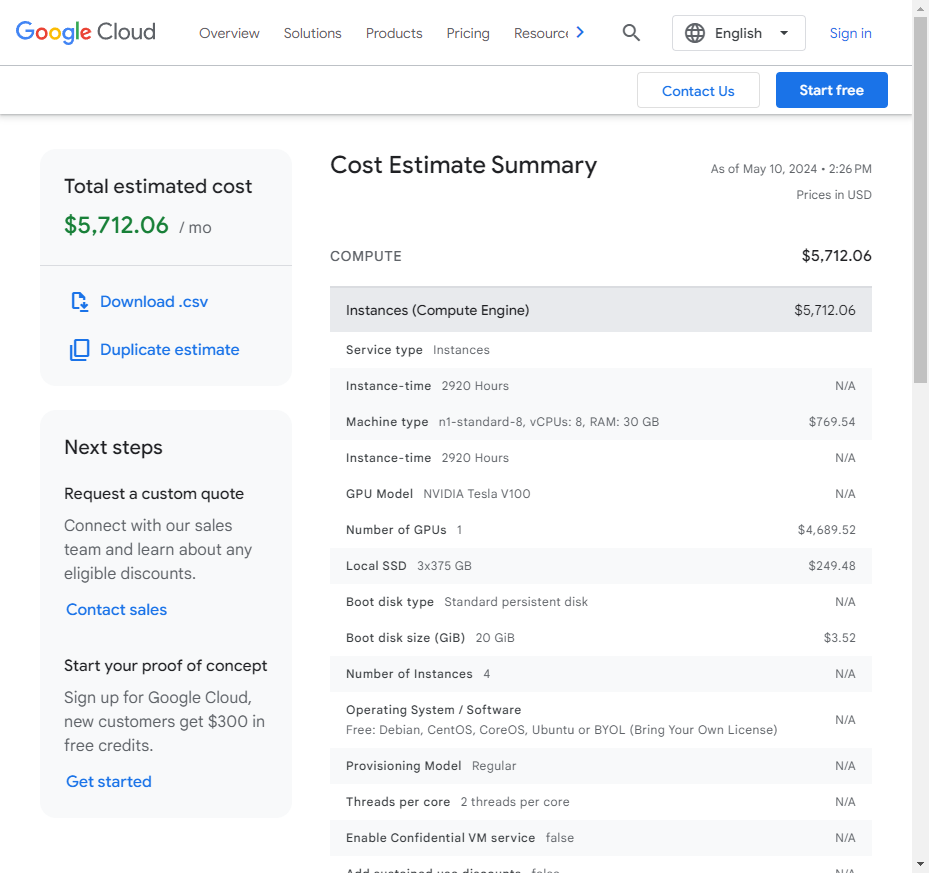 Google Cloud Overview Solutions Products Pricing Resourc English Sign in
Contact Us Start free
Total estimated cost
$5,712.06 / mo
Download .csv
Duplicate estimate
Next steps
Request a custom quote
Connect with our sales
team and learn about any
eligible discounts.
Contact sales
Start your proof of concept
Sign up for Google Cloud,
new customers get $300 in
free credits.
Get started
Cost Estimate Summary
As of May 10, 2024 • 2:26 PM
Prices in USD
COMPUTE $5,712.06
Instances (Compute Engine) $5,712.06
Service type Instances
Instance-time 2920 Hours N/A
Machine type n1-standard-8, vCPUs: 8, RAM: 30 GB $769.54
Instance-time 2920 Hours N/A
GPU Model NVIDIA Tesla V100 N/A
Number of GPUs 1 $4,689.52
Local SSD 3x375 GB $249.48
Boot disk type Standard persistent disk N/A
Boot disk size (GiB) 20 GiB $3.52
Number of Instances 4 N/A
Operating System / Software
Free: Debian, CentOS, CoreOS, Ubuntu or BYOL (Bring Your Own License) N/A
Provisioning Model Regular N/A
Threads per core 2 threads per core N/A
Enable Confidential VM service false N/A
Add sustained use discounts false N/A